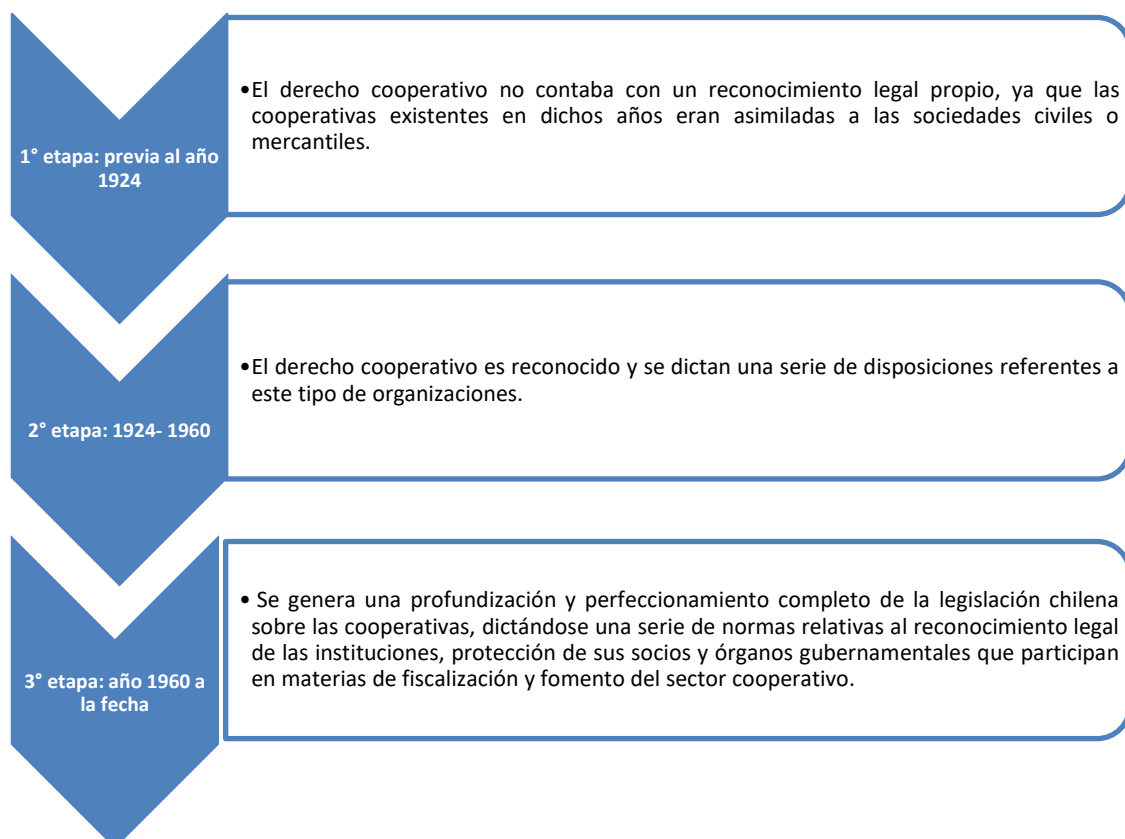 1° etapa: previa al año
1924
•El derecho cooperativo no contaba con un reconocimiento legal propio, ya que las
cooperativas existentes en dichos años eran asimiladas a las sociedades civiles o
mercantiles.
2° etapa: 1924- 1960
•El derecho cooperativo es reconocido y se dictan una serie de disposiciones referentes a
este tipo de organizaciones.
3° etapa: año 1960 a
la fecha
• Se genera una profundización y perfeccionamiento completo de la legislación chilena
sobre las cooperativas, dictándose una serie de normas relativas al reconocimiento legal
de las instituciones, protección de sus socios y órganos gubernamentales que participan
en materias de fiscalización y fomento del sector cooperativo.